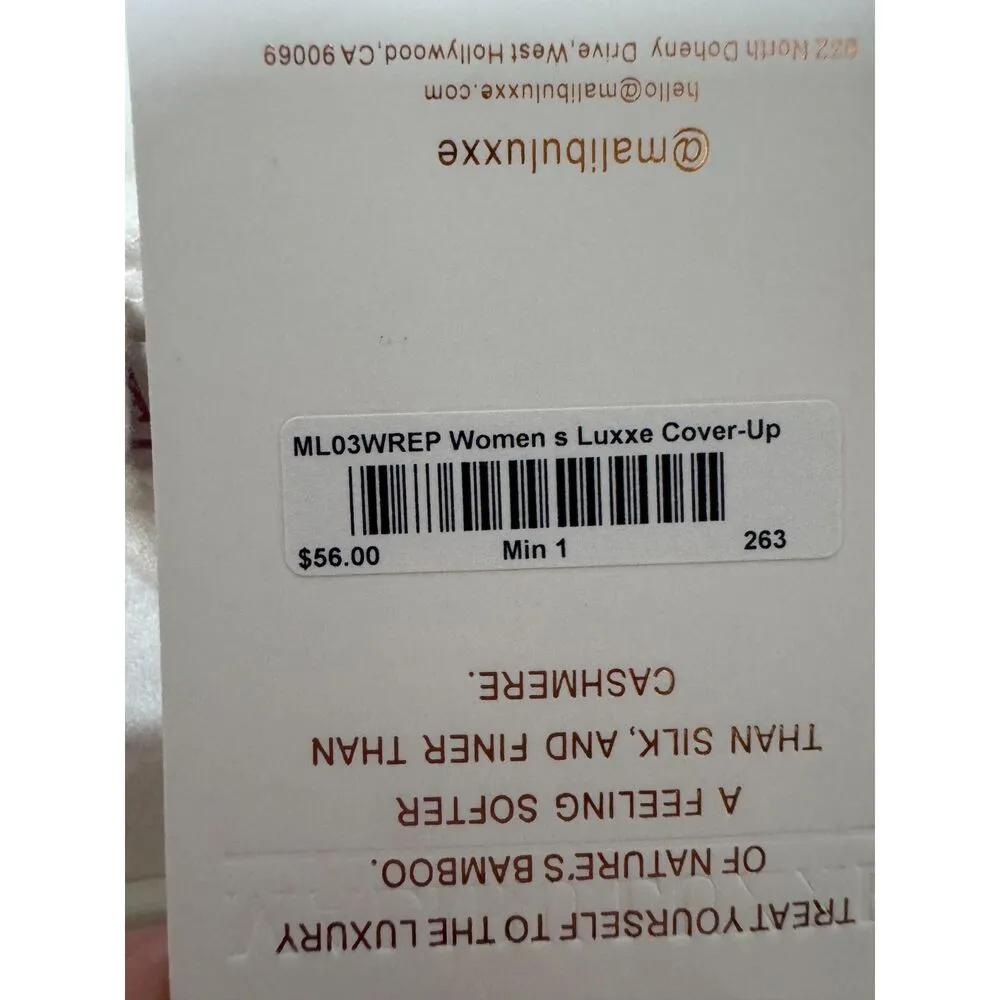 ML03WREP Women s Luxxe Cover-Up
$56.00 Min 1 263
TREAT YOURSELF TO THE LUXURY
OF NATURE'S BAMBOO.
A FEELING SOFTER
THAN SILK, AND FINER THAN
CASHMERE.
@malibuluxxe
hello@malibuluxxe.com
932 North Doheny Drive, West Hollywood, CA 90069